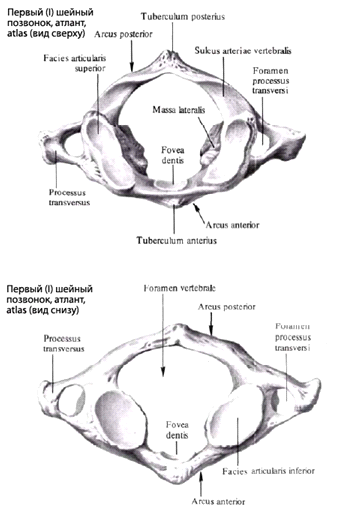 Первый (I) шейный
позвонок, атлант,
atlas (вид сверху)
Tuberculum posterius
Arcus posterior
Facies articularis
superior
Sukus arteriae vertebralis
Foramen
processus
transversi
Massa lateralis
Fovea
dentis
Processus
transversus
Arcus anterior
Tuberculum anterius
Первый (I) шейный
позвонок, атлант,
atlas (вид снизу)
Foramen vertebrale
Arcus posterior
Processus
transversus
Foramen
processus
transversi
Fovea
dentis
Facies articularis inferior
Arcus anterior